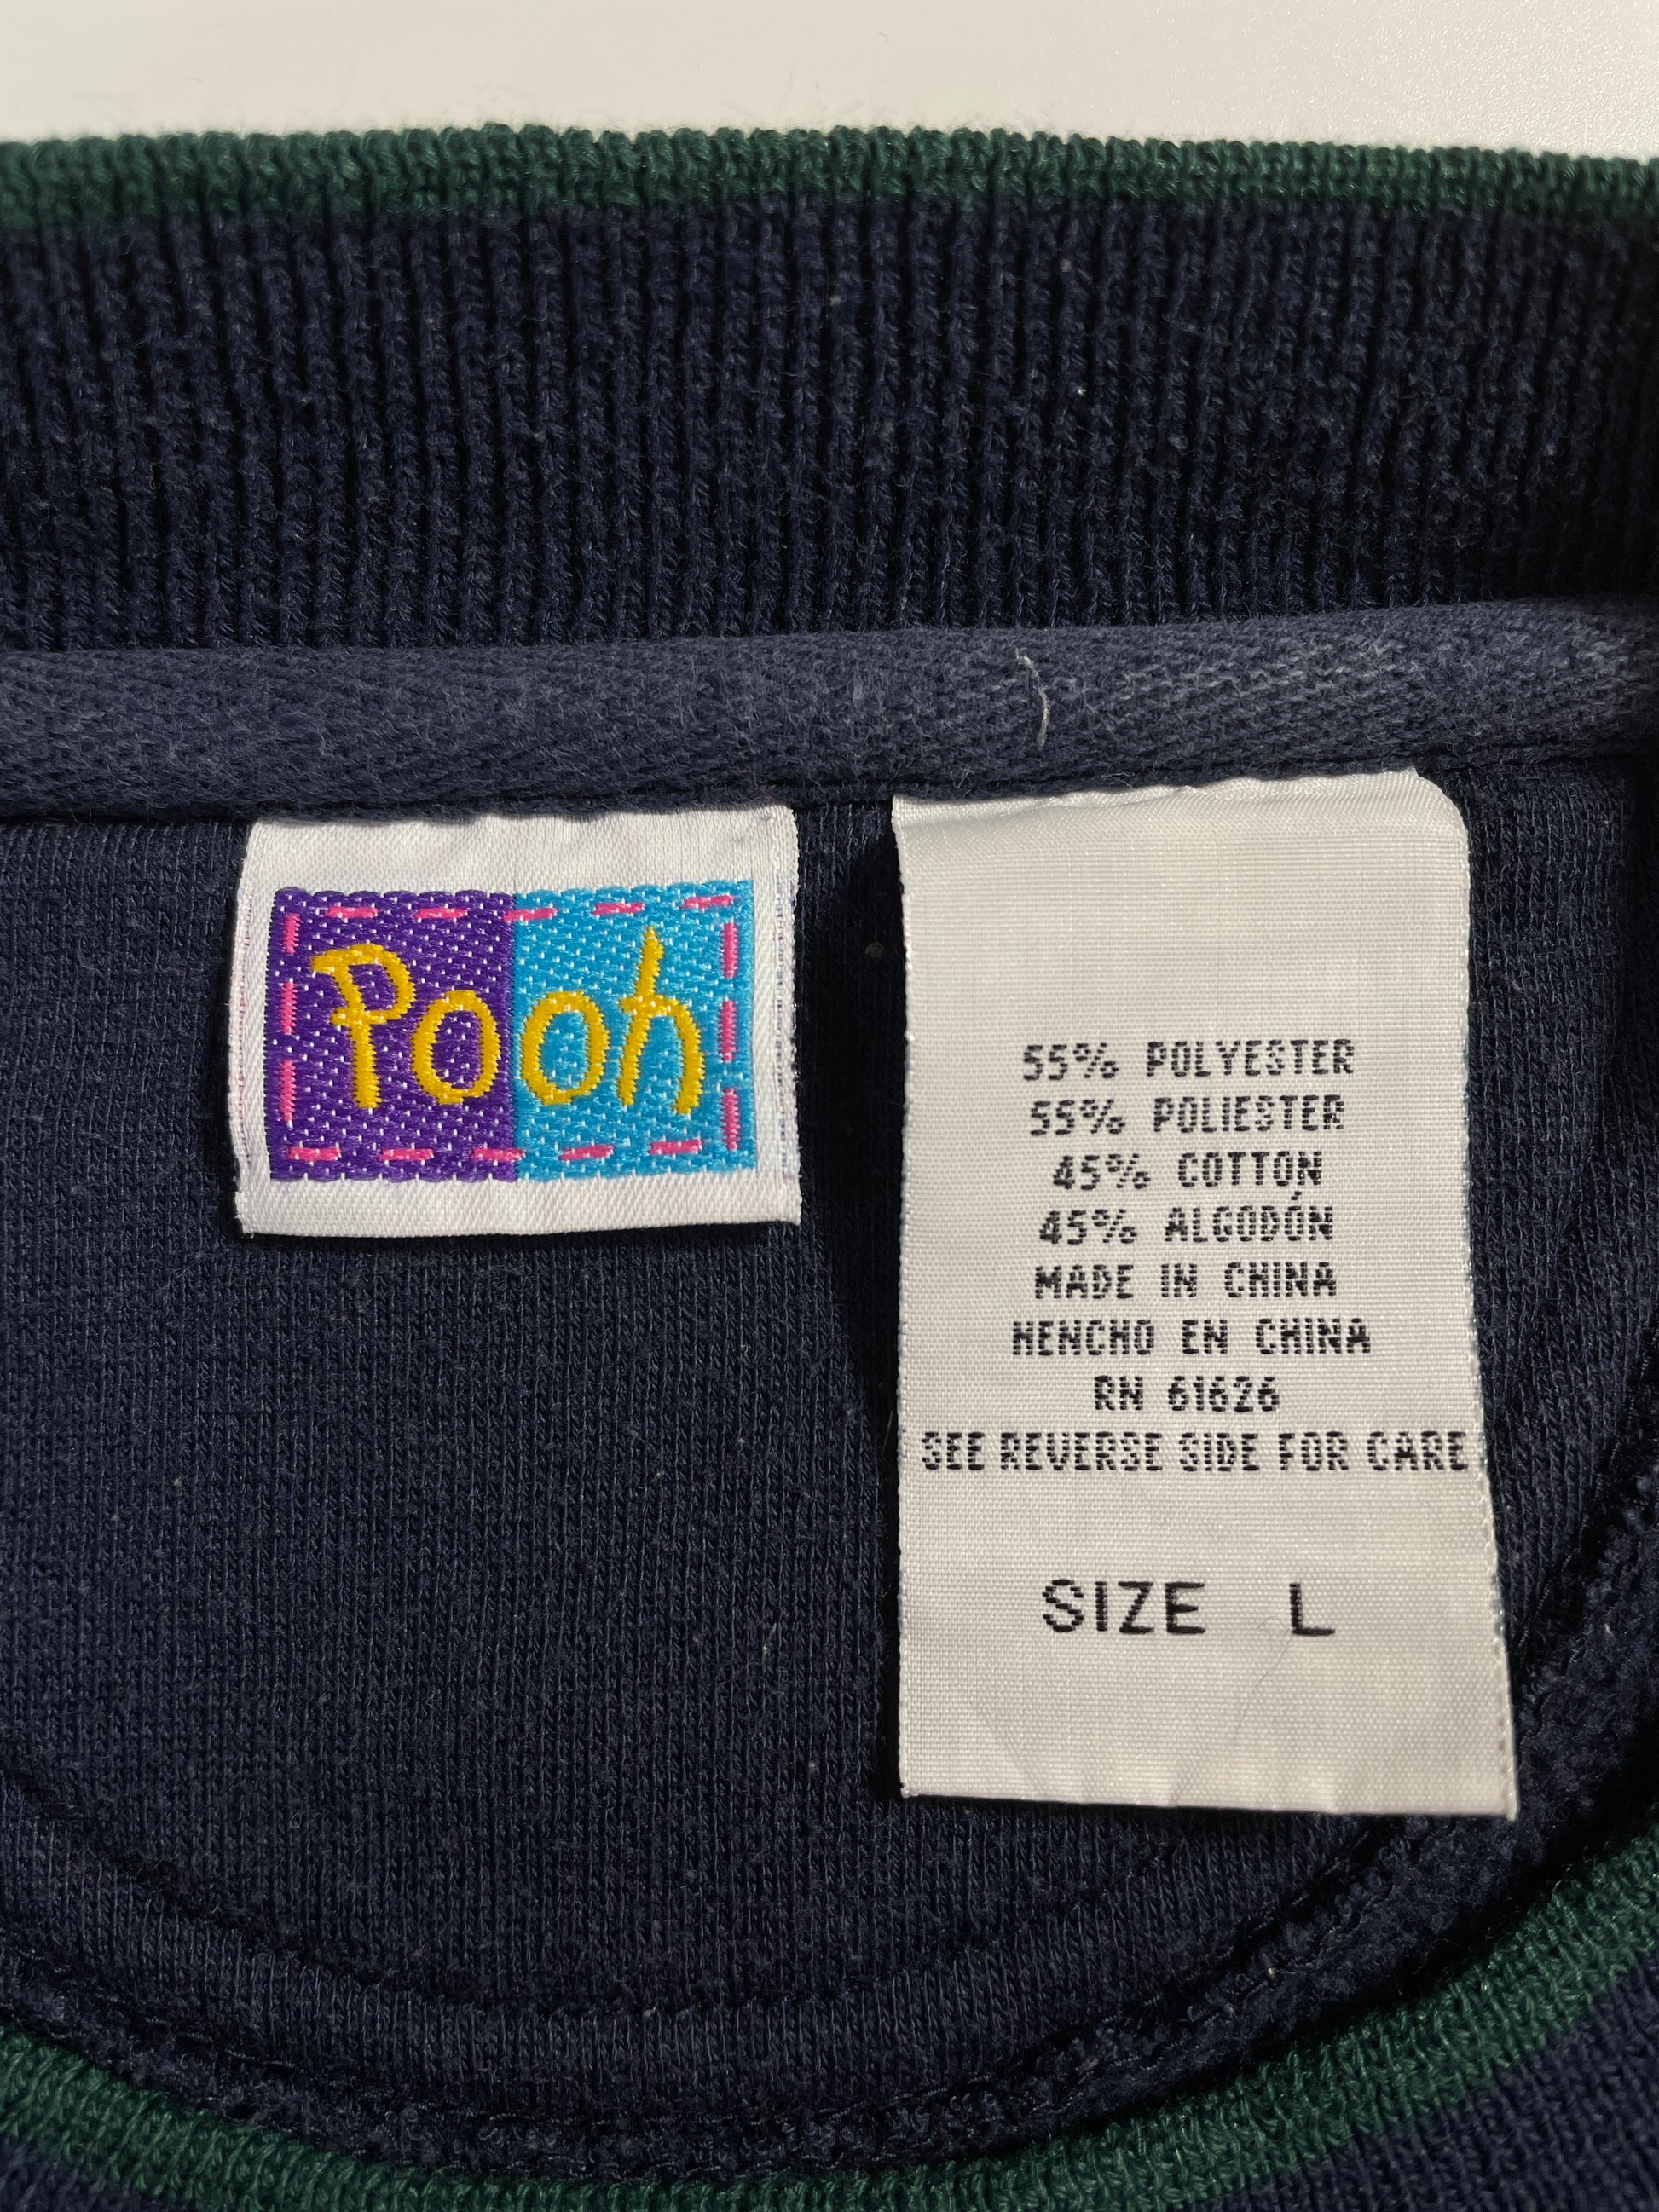 Pooh
55% POLYESTER
55% POLIESTER
45% COTTON
45% ALGODÓN
MADE IN CHINA
HENCHO EN CHINA
RN 61626
SEE REVERSE SIDE FOR CARE
SIZE L